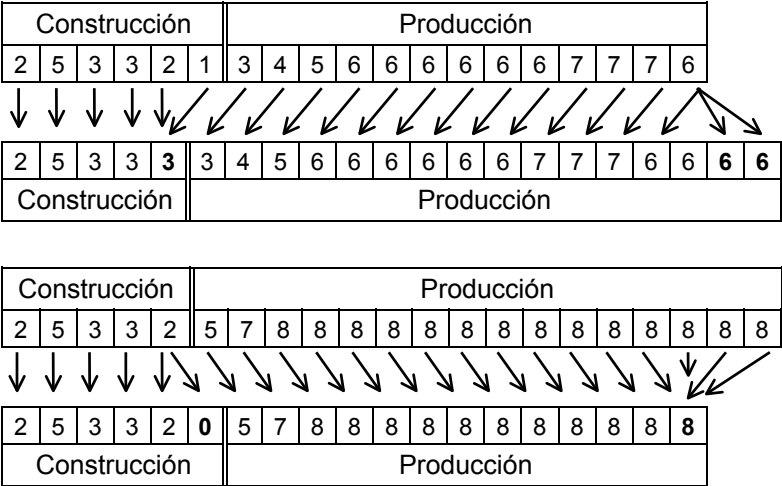 Construcción Producción
2 5 3 3 2 1 3 4 5 6 6 6 6 6 6 7 7 7 6
2 5 3 3 3 3 4 5 6 6 6 6 6 6 7 7 7 6 6 6 6
Construcción Producción
Construcción Producción
2 5 3 3 2 5 7 8 8 8 8 8 8 8 8 8 8 8 8 8 8
2 5 3 3 2 0 5 7 8 8 8 8 8 8 8 8 8 8 8
Construcción Producción